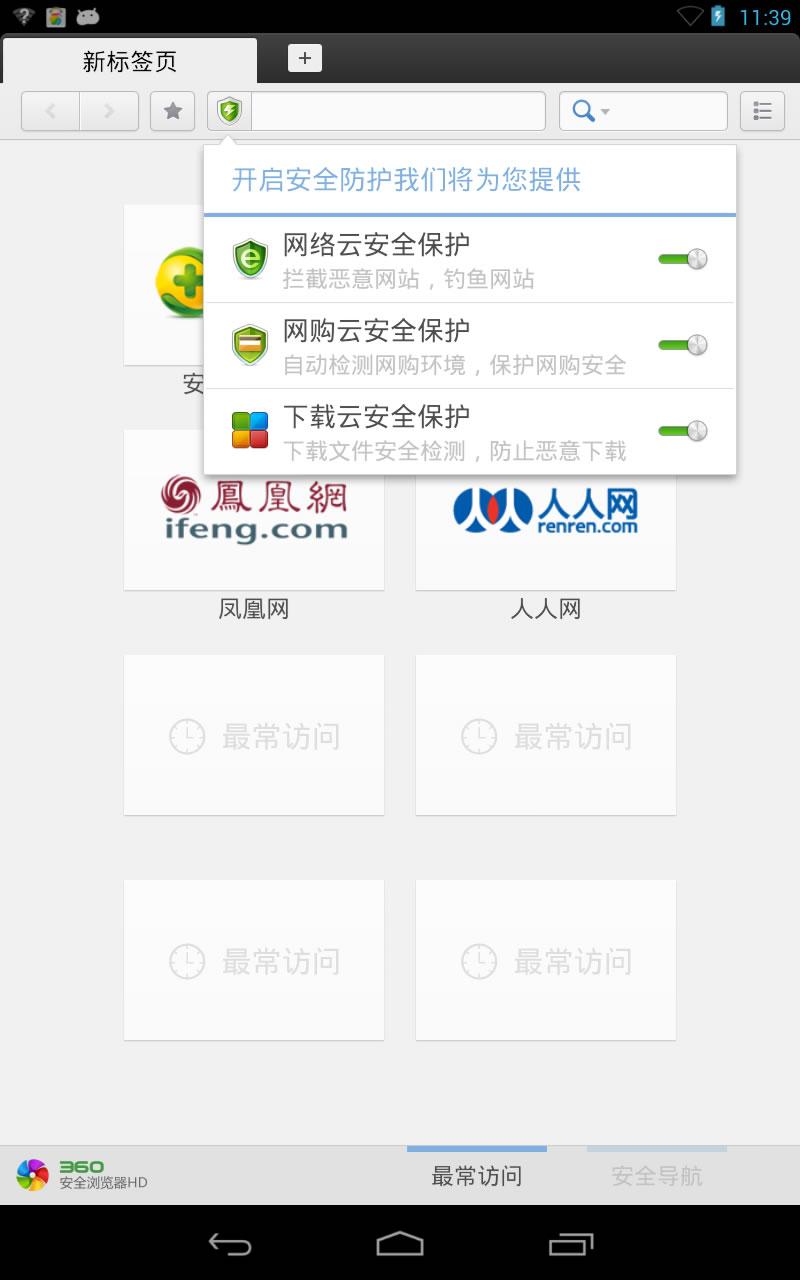 11:39
新标签页
开启安全防护我们将为您提供
网络云安全保护
拦截恶意网站，钓鱼网站
网购云安全保护
自动检测网购环境，保护网购安全
下载云安全保护
下载文件安全检测，防止恶意下载
安
鳳凰網
ifeng.com
人人网
renren.com
凤凰网
人人网
最常访问
最常访问
最常访问
最常访问
360
安全浏览器HD
最常访问
安全导航